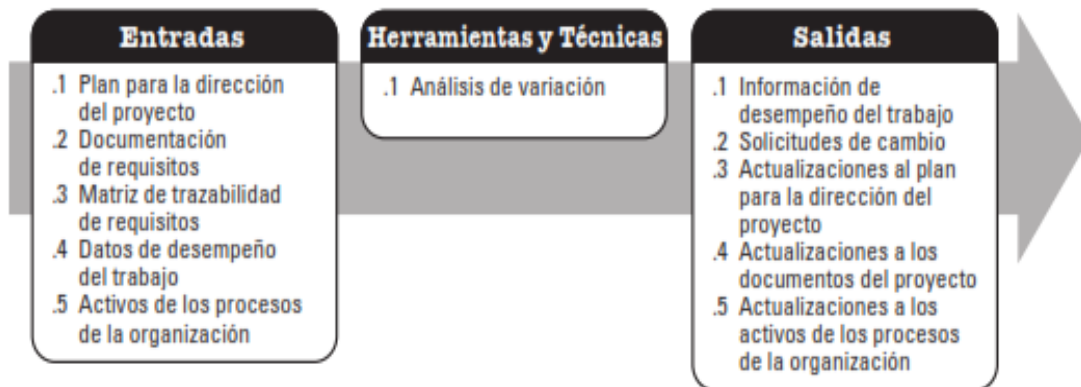 Entradas
.1 Plan para la dirección
del proyecto
.2 Documentación
de requisitos
.3 Matriz de trazabilidad
de requisitos
.4 Datos de desempeño
del trabajo
.5 Activos de los procesos
de la organización
Herramientas y Técnicas
.1 Análisis de variación
Salidas
.1 Información de
desempeño del trabajo
.2 Solicitudes de cambio
.3 Actualizaciones al plan
para la dirección del
proyecto
.4 Actualizaciones a los
documentos del proyecto
.5 Actualizaciones a los
activos de los procesos
de la organización